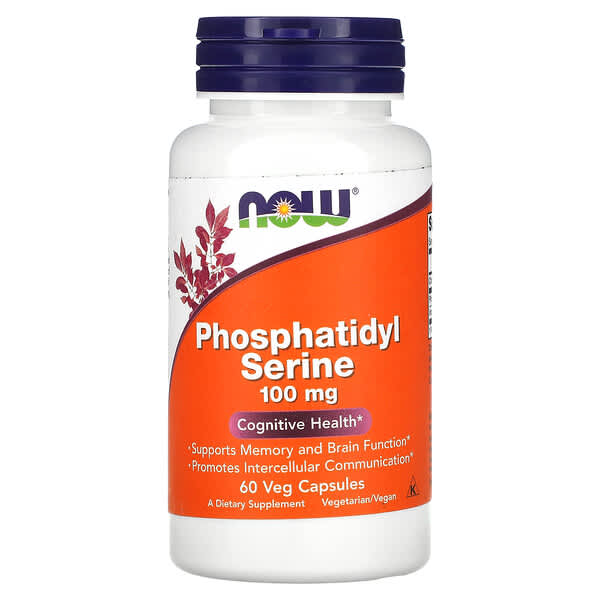 NOW®
Phosphatidyl
Serine
100 mg
Cognitive Health*
•Supports Memory and Brain Function*
•Promotes Intercellular Communication*
60 Veg Capsules
A Dietary Supplement Vegetarian/Vegan
K